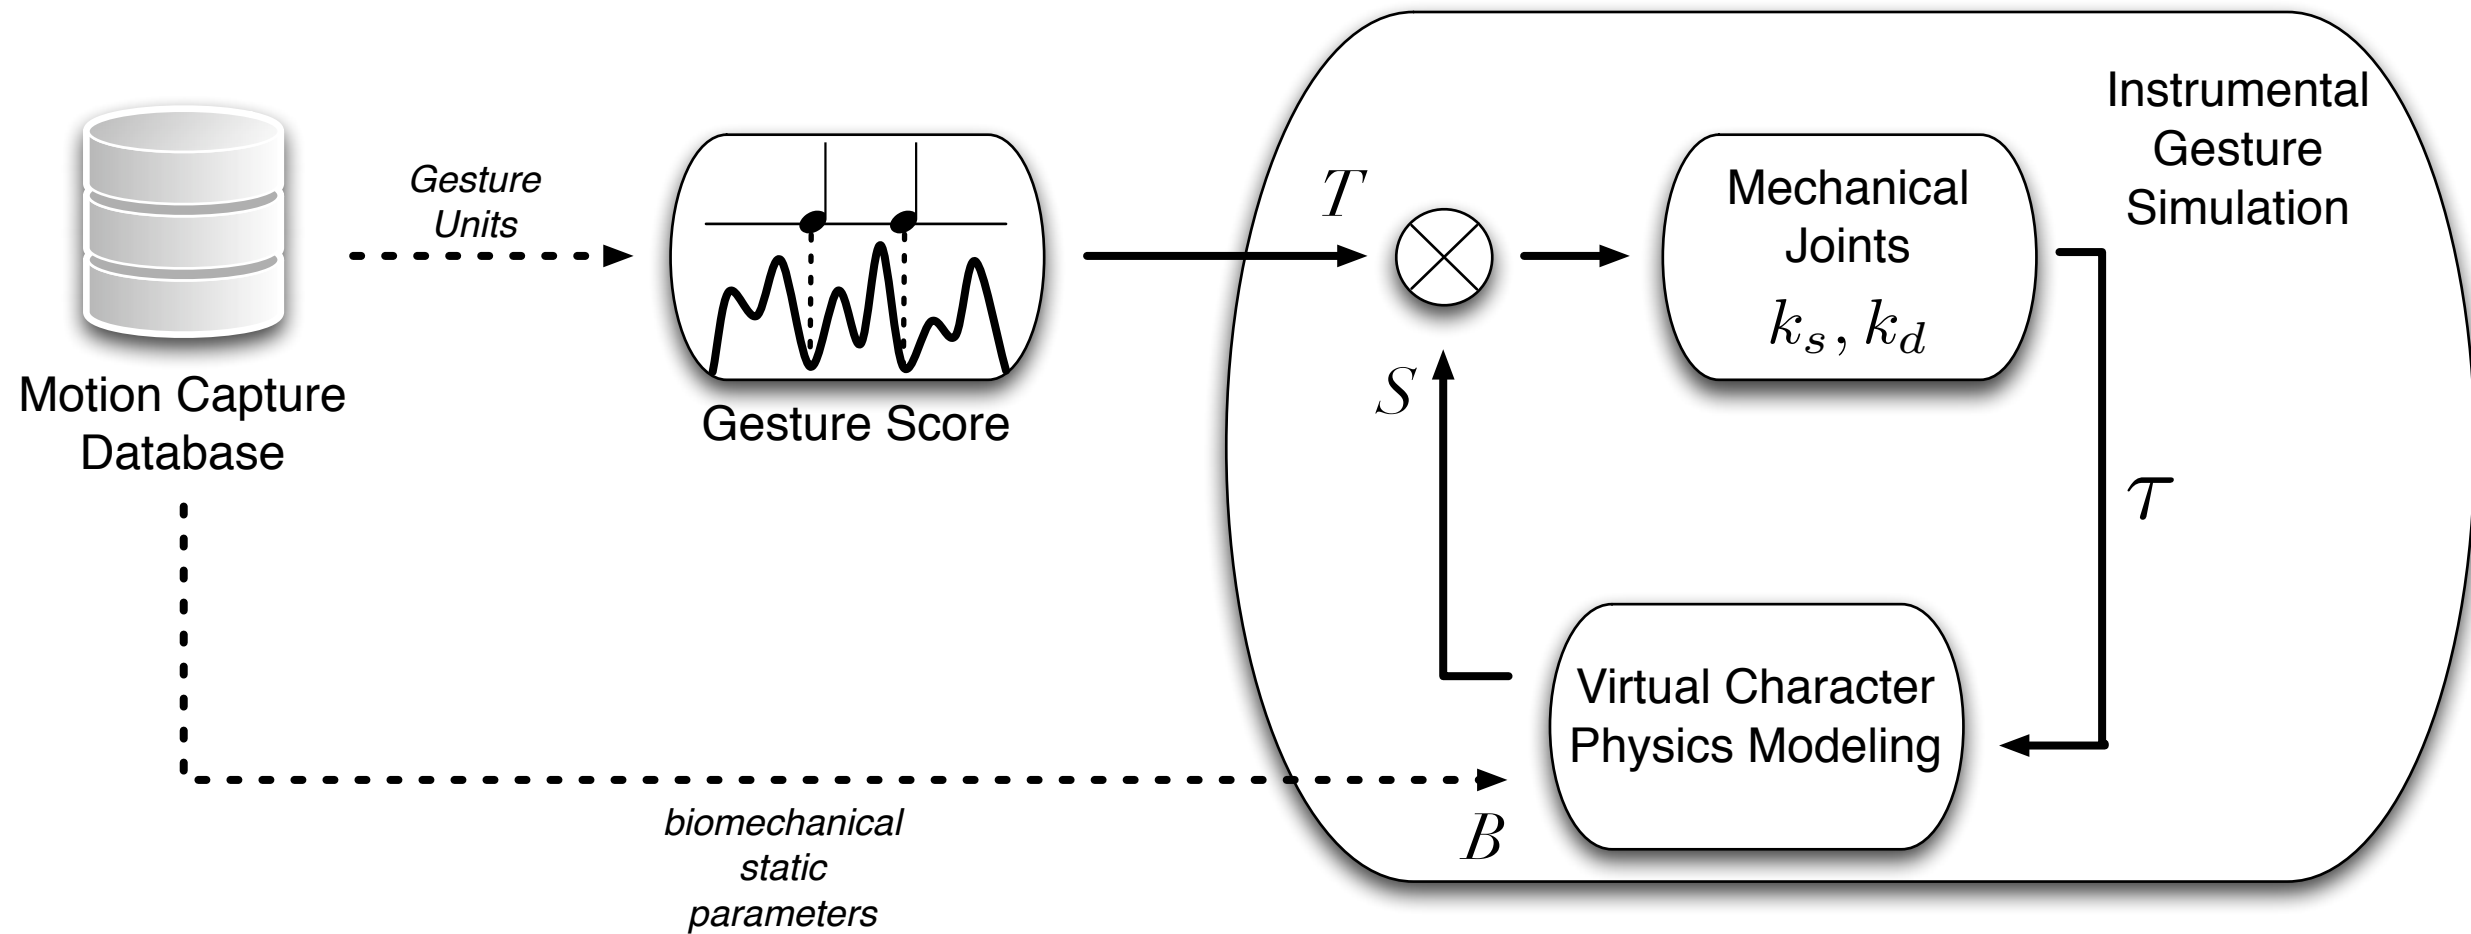 Motion Capture
Database
Gesture
Units
Gesture Score
biomechanical
static
parameters
T
S
B
Mechanical
Joints
k_s, k_d
Instrumental
Gesture
Simulation
τ
Virtual Character
Physics Modeling